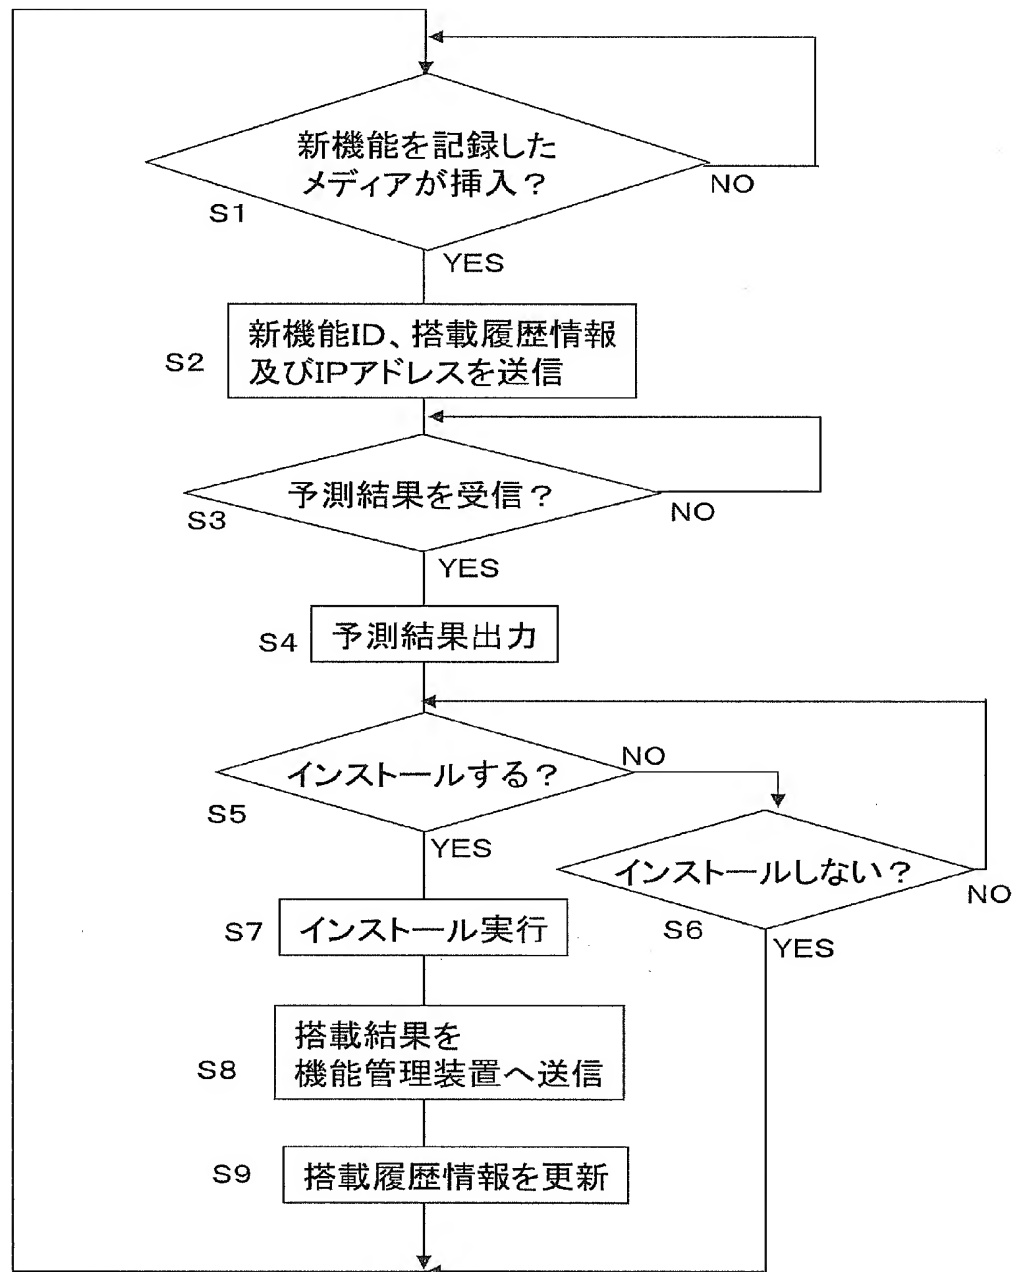 新機能を記録した
メディアが挿入？
NO
S1
YES
新機能ID、搭載履歴情報
及びIPアドレスを送信
S2
予測結果を受信？
S3
NO
YES
S4
予測結果出力
NO
インストールする？
S5
YES
インストールしない？
NO
S6
YES
S7
インストール実行
搭載結果を
機能管理装置へ送信
S8
S9
搭載履歴情報を更新